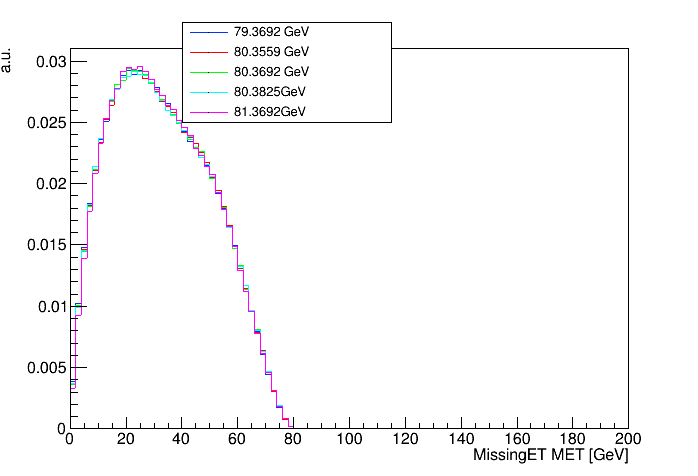 79.3692 GeV
80.3559 GeV
80.3692 GeV
80.3825GeV
81.3692GeV
a.u.
0.03
0.025
0.02
0.015
0.01
0.005
0
0 20 40 60 80 100 120 140 160 180 200
MissingET MET [GeV]